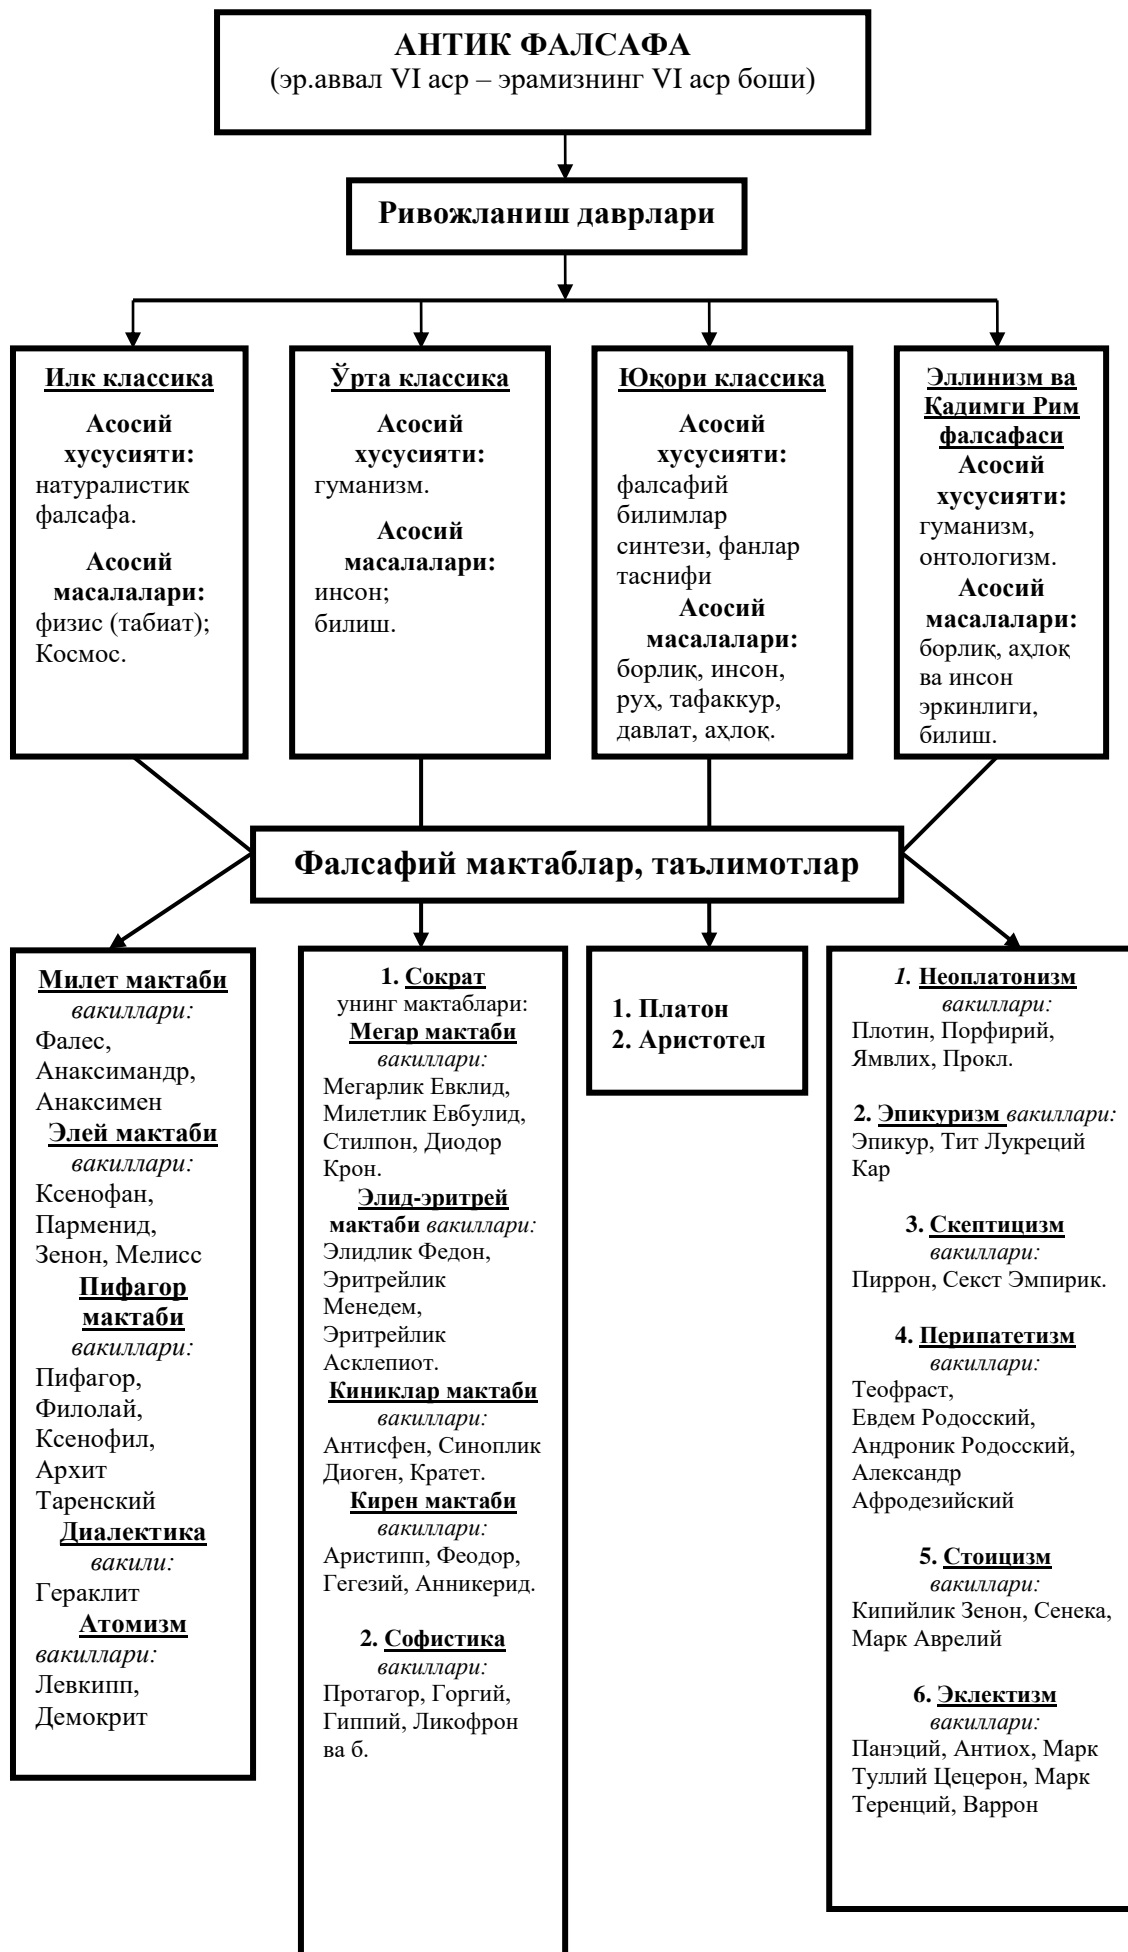 АНТИК ФАЛСАФА
(эр.аввал VI аср – эрамизнинг VI аср боши)
Ривожланиш даврлари
Илк классика
Асосий
хусусияти:
натуралистик
фалсафа.
Асосий
масалалари:
физис (табиат);
Космос.
Ўрта классика
Асосий
хусусияти:
гуманизм.
Асосий
масалалари:
инсон;
билиш.
Юқори классика
Асосий
хусусияти:
фалсафий
билимлар
синтези, фанлар
таснифи
Асосий
масалалари:
борлиқ, инсон,
руҳ, тафаккур,
давлат, аҳлоқ.
Эллинизм ва
Қадимги Рим
фалсафаси
Асосий
хусусияти:
гуманизм,
онтологизм.
Асосий
масалалари:
борлиқ, аҳлоқ
ва инсон
эркинлиги,
билиш.
Фалсафий мактаблар, таълимотлар
Милет мактаби
вакиллари:
Фалес,
Анаксимандр,
Анаксимен
Элей мактаби
вакиллари:
Ксенофан,
Парменид,
Зенон, Мелисс
Пифагор
мактаби
вакиллари:
Пифагор,
Филолай,
Ксенофил,
Архит
Таренский
Диалектика
вакили:
Гераклит
Атомизм
вакиллари:
Левкипп,
Демокрит
1. Сократ
унинг мактаблари:
Мегар мактаби
вакиллари:
Мегарлик Евклид,
Милетлик Евбулид,
Стилпон, Диодор
Крон.
Элид-эритрей
мактаби вакиллари:
Элидлик Федон,
Эритрейлик
Менедем,
Эритрейлик
Асклепиот.
Киниклар мактаби
вакиллари:
Антисфен, Синоплик
Диоген, Кратет.
Кирен мактаби
вакиллари:
Аристипп, Феодор,
Гегезий, Анникерид.
2. Софистика
вакиллари:
Протагор, Горгий,
Гиппий, Ликофрон
ва б.
1. Платон
2. Аристотел
1. Неоплатонизм
вакиллари:
Плотин, Порфирий,
Ямвлих, Прокл.
2. Эпикуризм вакиллари:
Эпикур, Тит Лукреций
Кар
3. Скептицизм
вакиллари:
Пиррон, Секст Эмпирик.
4. Перипатетизм
вакиллари:
Теофраст,
Евдем Родосский,
Андроник Родосский,
Александр
Афродезийский
5. Стоицизм
вакиллари:
Кипийлик Зенон, Сенека,
Марк Аврелий
6. Эклектизм
вакиллари:
Панэций, Антиох, Марк
Туллий Цецерон, Марк
Теренций, Варрон